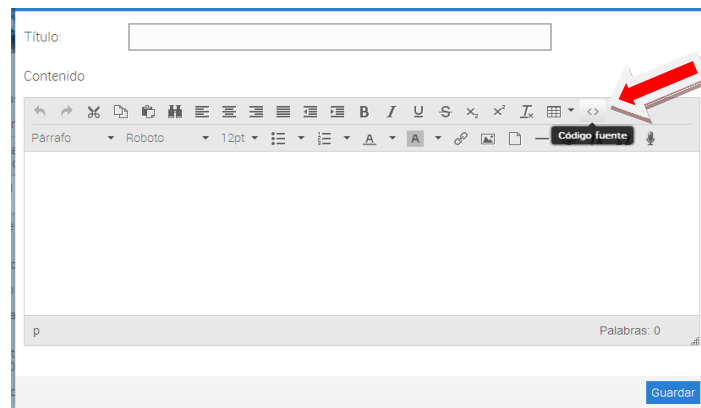 Título:
Contenido
Párrafo Roboto 12pt
Código fuente
p Palabras: 0
Guardar